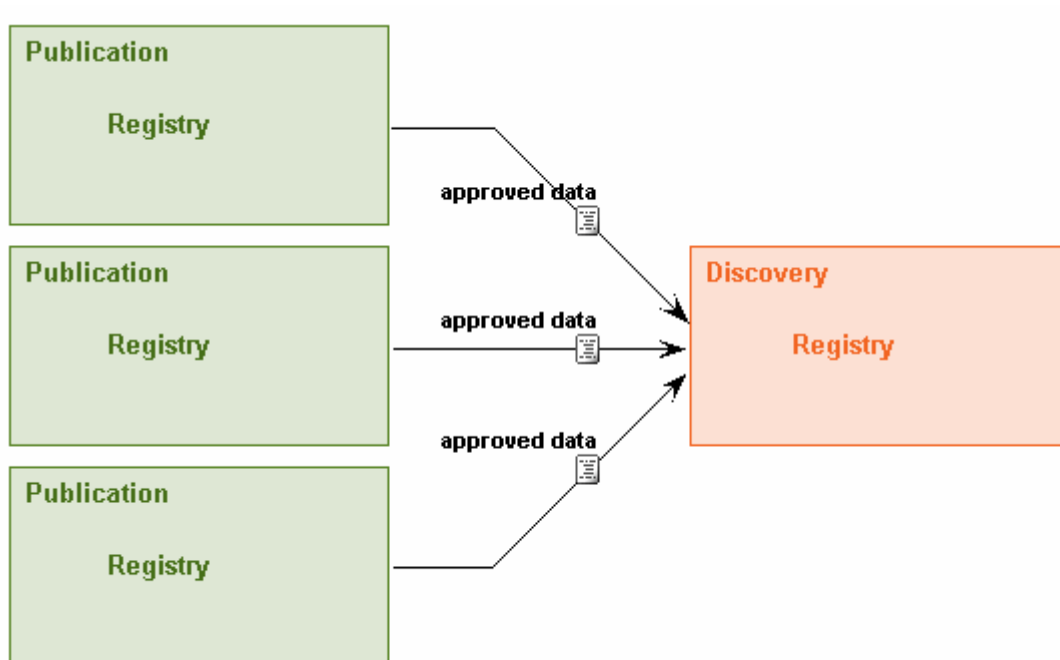 Publication
Registry
approved data
Publication
Registry
approved data
Discovery
Registry
approved data
Publication
Registry